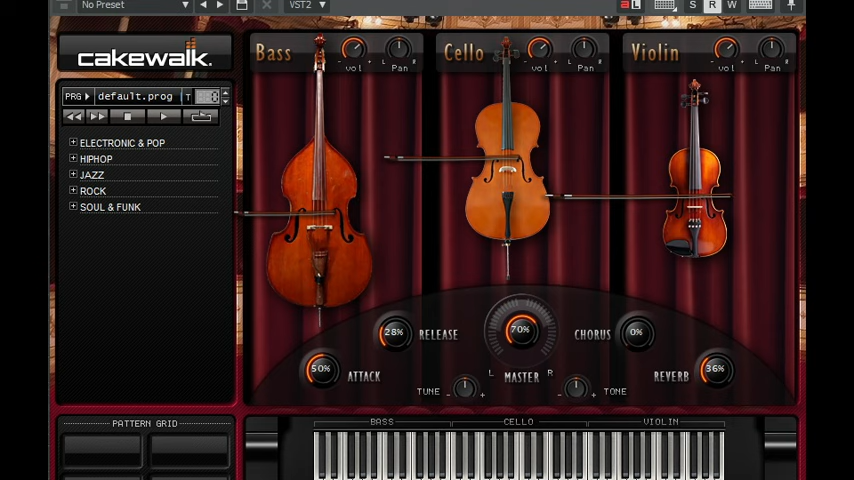 No Preset
VST2
a L
S R W
cakewalk.
Bass
vol
L Pan R
Cello
Solo
vol
L Pan R
Violin
vol
L Pan R
PRG
default.prog
T
ELECTRONIC & POP
HIPHOP
JAZZ
ROCK
SOUL & FUNK
28%
RELEASE
70%
CHORUS
0%
50%
ATTACK
L
MASTER
R
REVERB
36%
TUNE - +
- + TONE
PATTERN GRID
BASS
CELLO
VIOLIN